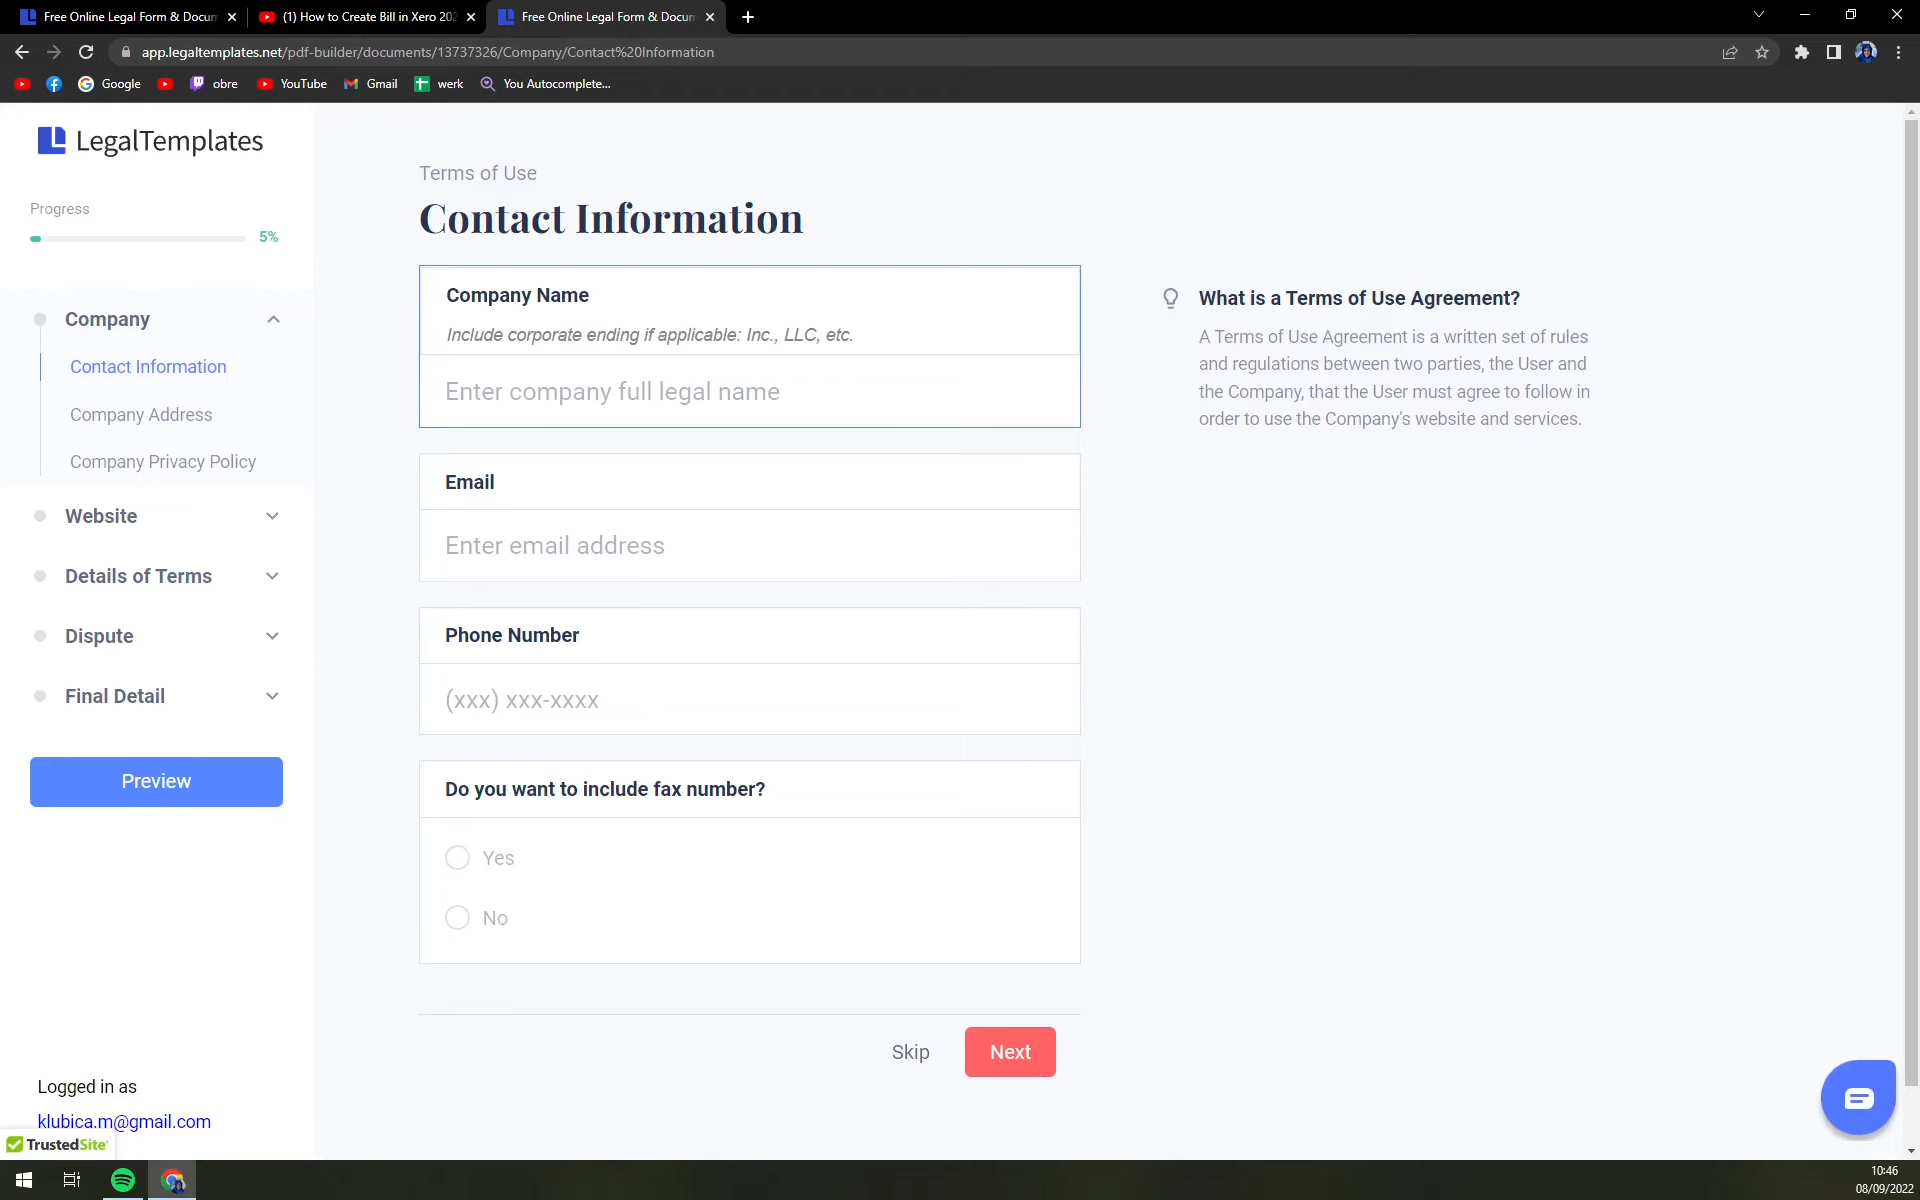 Free Online Legal Form & Docum
(1) How to Create Bill in Xero 202
Free Online Legal Form & Docum
app.legaltemplates.net/pdf-builder/documents/13737326/Company/Contact%20Information
Google
obre
YouTube
Gmail
werk
You Autocomplete...
LegalTemplates
Progress
5%
Company
Contact Information
Company Address
Company Privacy Policy
Website
Details of Terms
Dispute
Final Detail
Preview
Logged in as
klubica.m@gmail.com
TrustedSite
Terms of Use
Contact Information
Company Name
Include corporate ending if applicable: Inc., LLC, etc.
Enter company full legal name
Email
Enter email address
Phone Number
(xxx) xxx-xxxx
Do you want to include fax number?
Yes
No
Skip
Next
What is a Terms of Use Agreement?
A Terms of Use Agreement is a written set of rules
and regulations between two parties, the User and
the Company, that the User must agree to follow in
order to use the Company's website and services.
10:46
08/09/2022